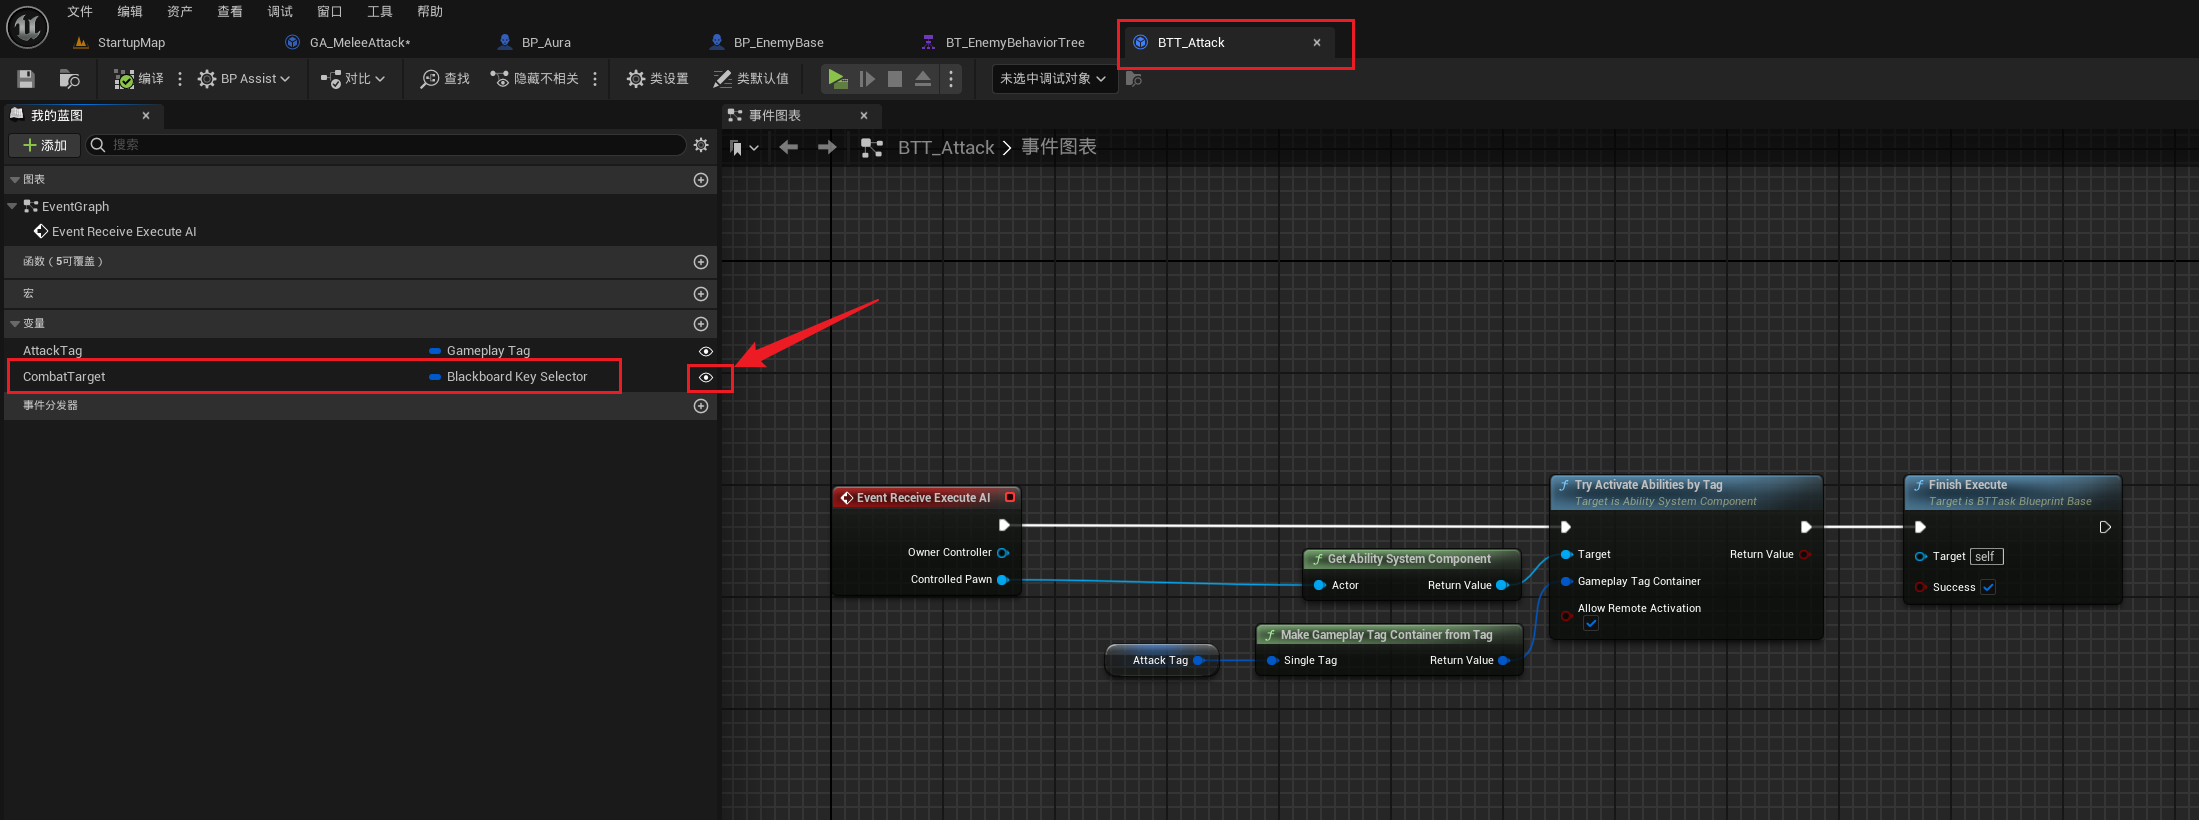 文件 编辑 资产 查看 调试 窗口 工具 帮助
StartupMap GA_MeleeAttack* BP_Aura BP_EnemyBase BT_EnemyBehaviorTree BTT_Attack
编译 BP Assist 对比 查找 隐藏不相关 类设置 类默认值 未选中调试对象
我的蓝图
添加 搜索
图表
EventGraph
Event Receive Execute AI
函数（5可覆盖）
宏
变量
AttackTag Gameplay Tag
CombatTarget Blackboard Key Selector
事件分发器
事件图表
BTT_Attack > 事件图表
Event Receive Execute AI
Owner Controller
Controlled Pawn
Get Ability System Component
Actor Return Value
Attack Tag
Make Gameplay Tag Container from Tag
Single Tag Return Value
Try Activate Abilities by Tag
Target is Ability System Component
Target Return Value
Gameplay Tag Container
Allow Remote Activation
Finish Execute
Target is BTTask Blueprint Base
Target self
Success